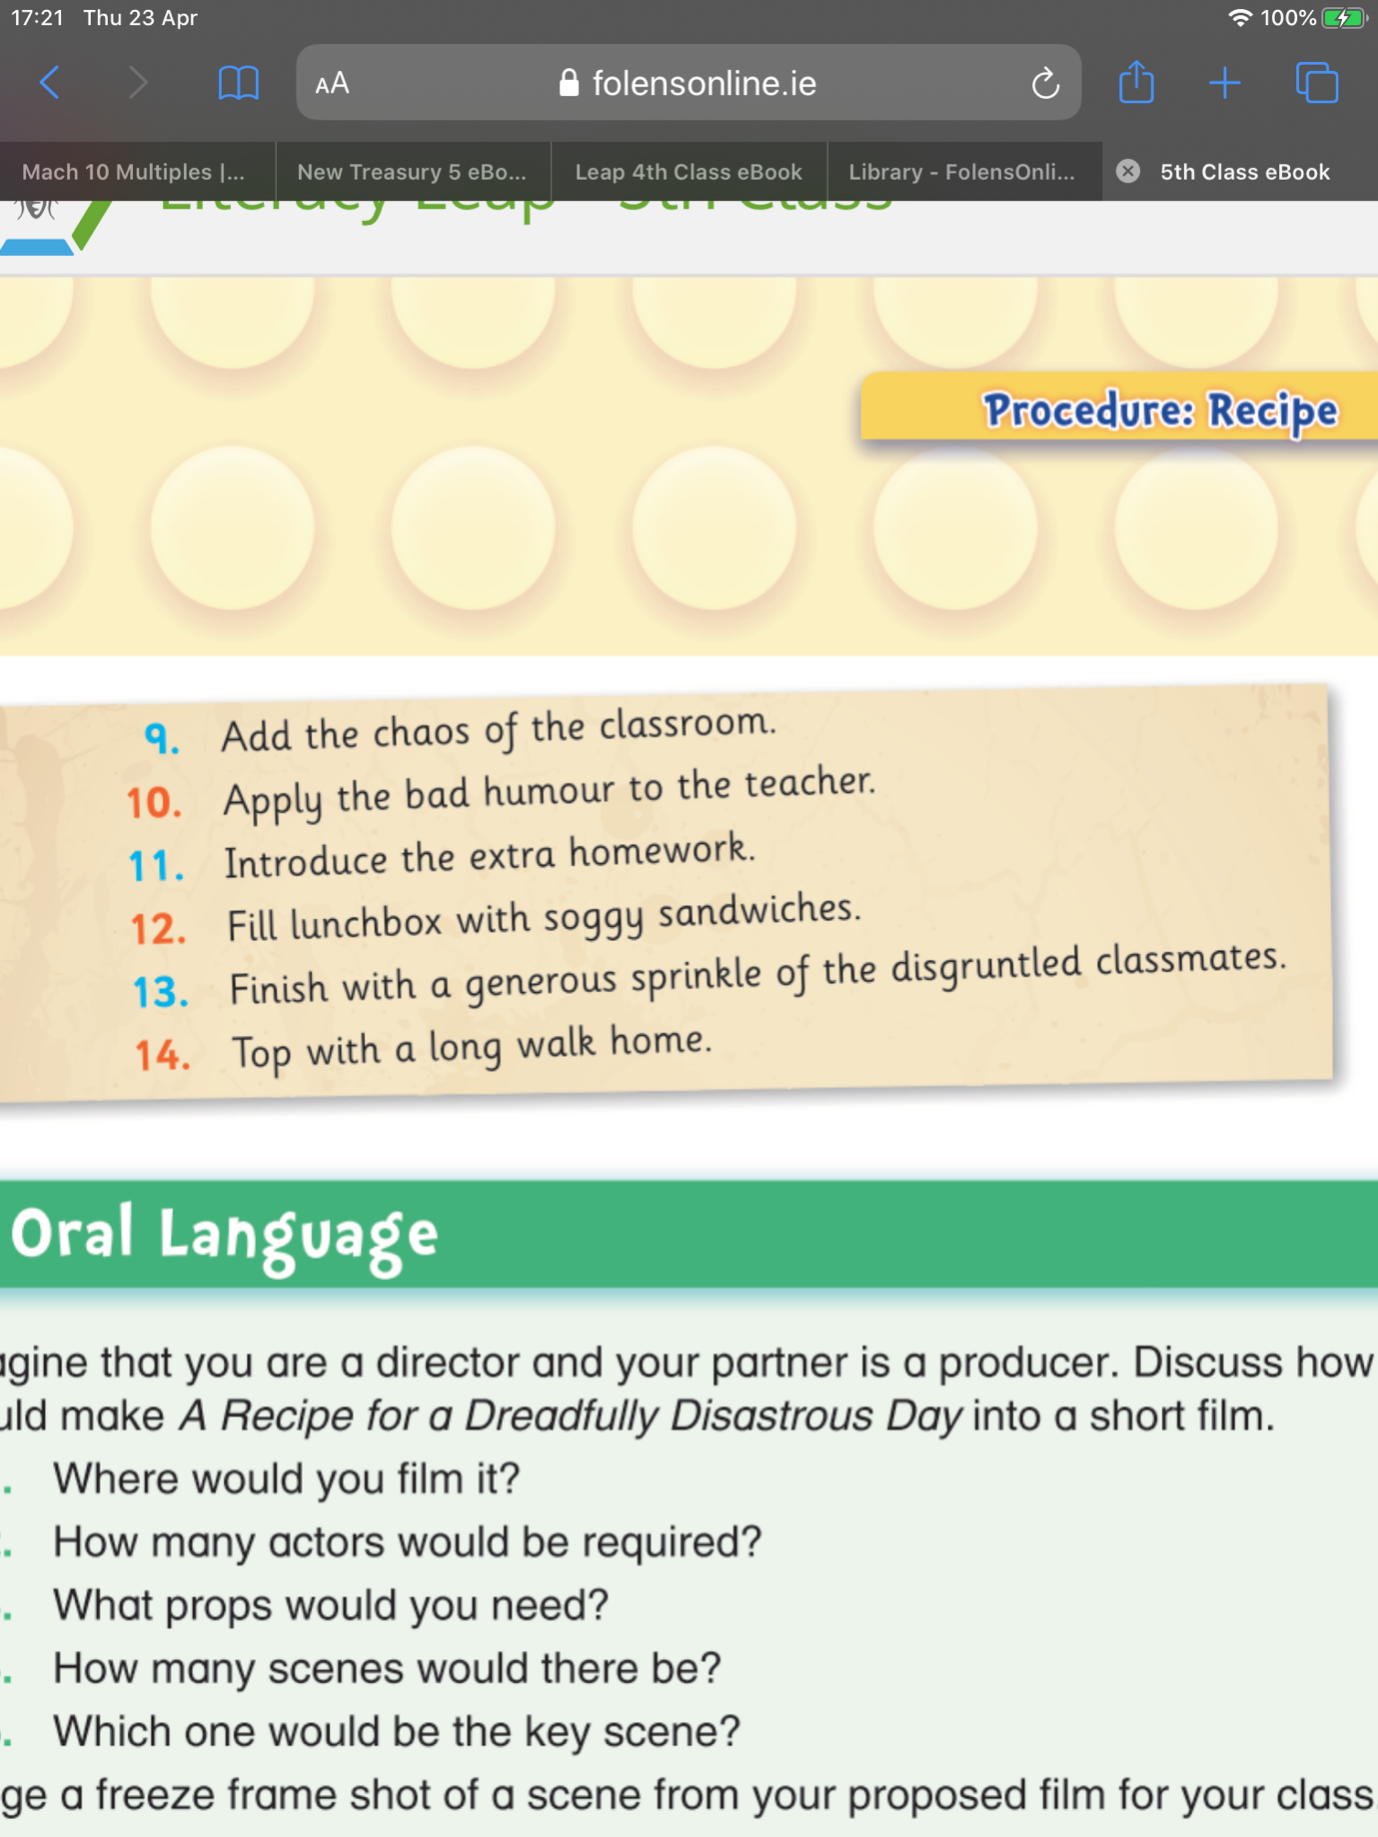 17:21 Thu 23 Apr
100%
AA
folensonline.ie
Mach 10 Multiples |...
New Treasury 5 eBo...
Leap 4th Class eBook
Library - FolensOnli...
5th Class eBook
Literacy Leap - 5th Class
Procedure: Recipe
9. Add the chaos of the classroom.
10. Apply the bad humour to the teacher.
11. Introduce the extra homework.
12. Fill lunchbox with soggy sandwiches.
13. Finish with a generous sprinkle of the disgruntled classmates.
14. Top with a long walk home.
Oral Language
agine that you are a director and your partner is a producer. Discuss how
uld make A Recipe for a Dreadfully Disastrous Day into a short film.
. Where would you film it?
. How many actors would be required?
. What props would you need?
. How many scenes would there be?
. Which one would be the key scene?
ge a freeze frame shot of a scene from your proposed film for your class.